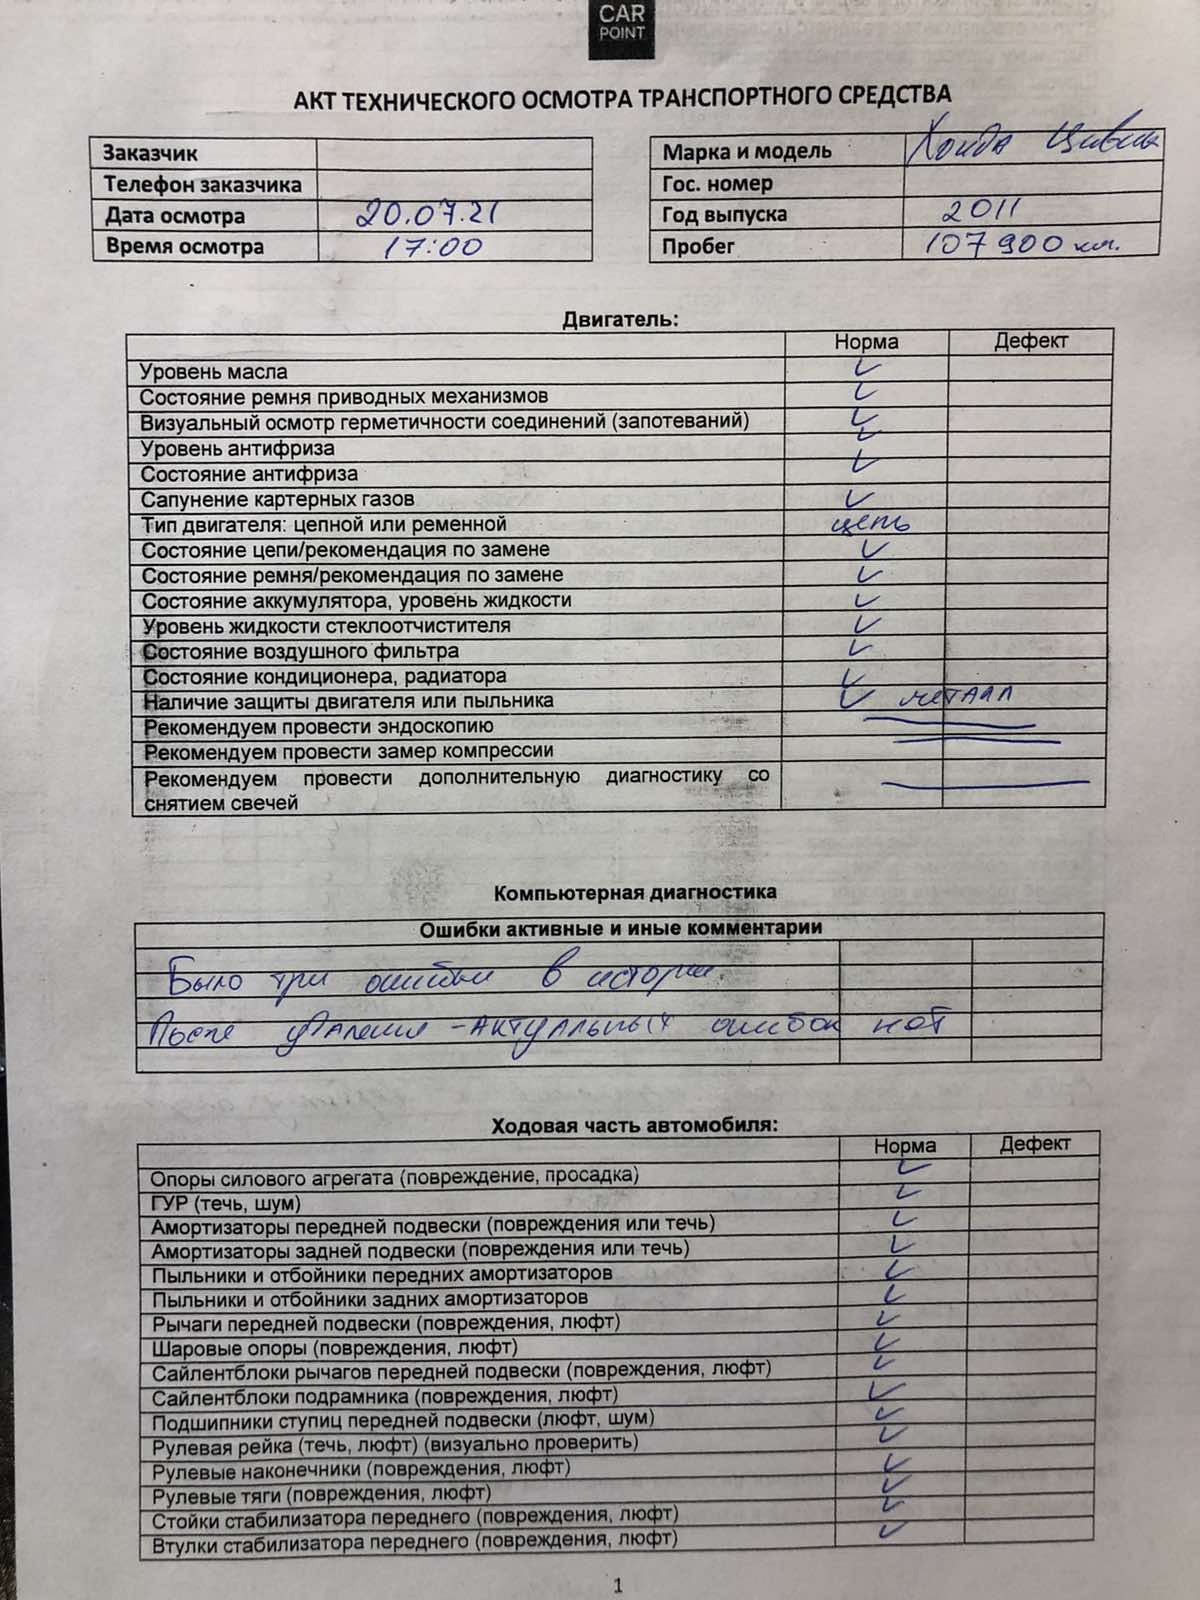 CAR
POINT
АКТ ТЕХНИЧЕСКОГО ОСМОТРА ТРАНСПОРТНОГО СРЕДСТВА
Заказчик
Телефон заказчика
Дата осмотра 20.07.21
Время осмотра 17:00
Марка и модель Хонда Цивик
Гос. номер
Год выпуска 2011
Пробег 107 900 км.
Двигатель:
Норма Дефект
Уровень масла ✓
Состояние ремня приводных механизмов ✓
Визуальный осмотр герметичности соединений (запотеваний) ✓
Уровень антифриза ✓
Состояние антифриза ✓
Сапунение картерных газов ✓
Тип двигателя: цепной или ременной цепь
Состояние цепи/рекомендация по замене ✓
Состояние ремня/рекомендация по замене ✓
Состояние аккумулятора, уровень жидкости ✓
Уровень жидкости стеклоотчистителя ✓
Состояние воздушного фильтра ✓
Состояние кондиционера, радиатора ✓
Наличие защиты двигателя или пыльника ✓ металл
Рекомендуем провести эндоскопию
Рекомендуем провести замер компрессии
Рекомендуем провести дополнительную диагностику со
снятием свечей
Компьютерная диагностика
Ошибки активные и иные комментарии
Было три ошибки в истории.
После удаления - актуальных ошибок нет
Ходовая часть автомобиля:
Норма Дефект
Опоры силового агрегата (повреждение, просадка) ✓
ГУР (течь, шум) ✓
Амортизаторы передней подвески (повреждения или течь) ✓
Амортизаторы задней подвески (повреждения или течь) ✓
Пыльники и отбойники передних амортизаторов ✓
Пыльники и отбойники задних амортизаторов ✓
Рычаги передней подвески (повреждения, люфт) ✓
Шаровые опоры (повреждения, люфт) ✓
Сайлентблоки рычагов передней подвески (повреждения, люфт) ✓
Сайлентблоки подрамника (повреждения, люфт) ✓
Подшипники ступиц передней подвески (люфт, шум) ✓
Рулевая рейка (течь, люфт) (визуально проверить) ✓
Рулевые наконечники (повреждения, люфт) ✓
Рулевые тяги (повреждения, люфт) ✓
Стойки стабилизатора переднего (повреждения, люфт) ✓
Втулки стабилизатора переднего (повреждения, люфт) ✓
1